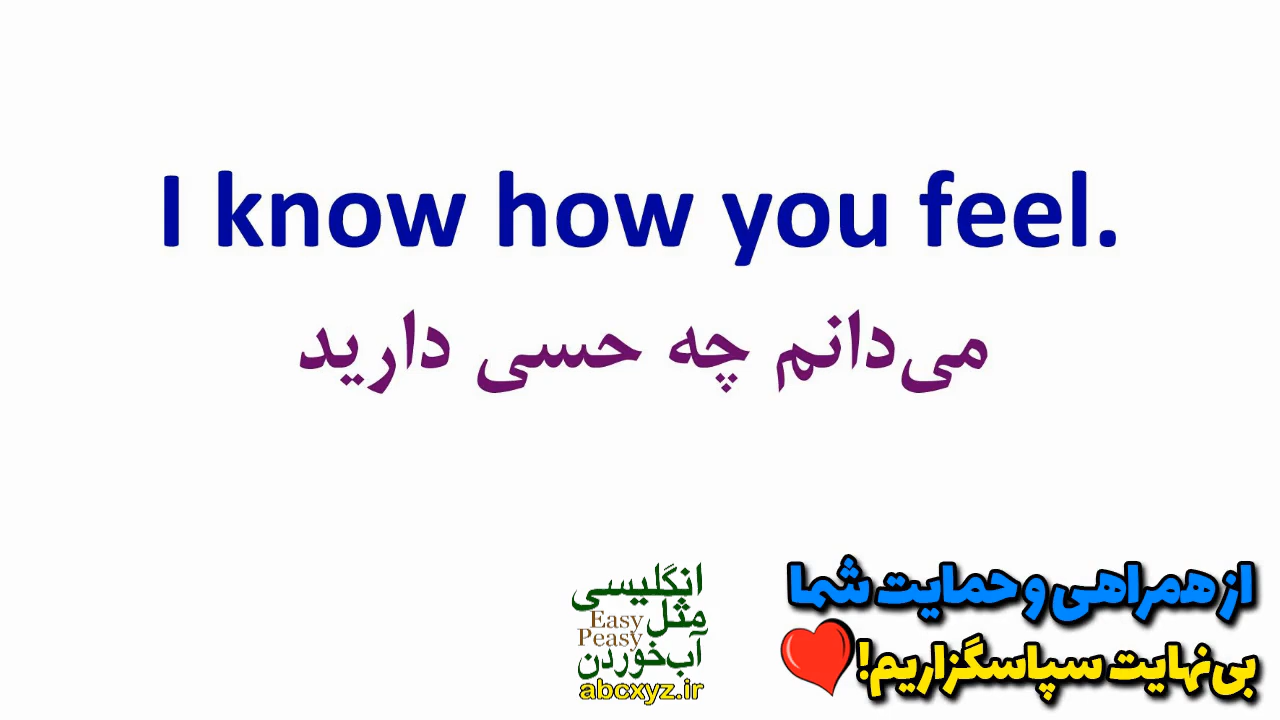 I know how you feel.
می‌دانم چه حسی دارید
انگلیسی
مثل
Easy
Peasy
آب‌خوردن
abcxyz.ir
از همراهی و حمایت شما
بی‌نهایت سپاسگزاریم!